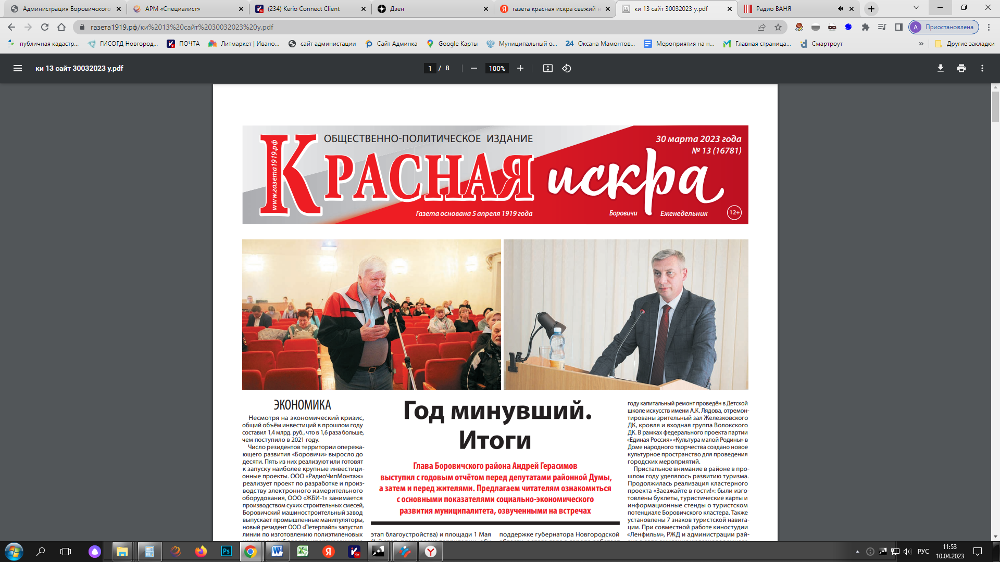 Администрация Боровичского
АРМ «Специалист»
(234) Kerio Connect Client
Дзен
газета красная искра свежий н
ки 13 сайт 30032023 у.pdf
Радио ВАНЯ
газета1919.рф/ки%2013%20сайт%2030032023%20у.pdf
А
Приостановлена
публичная кадастр...
ГИСОГД Новгород...
ПОЧТА
Литмаркет | Ивано...
сайт администации
Сайт Админка
Google Карты
Муниципальный о...
24
Оксана Мамонтов...
Мероприятия на н...
Главная страница...
Смартроут
»
Другие закладки
ки 13 сайт 30032023 у.pdf
1 / 8
100%
www.газета1919.рф
ОБЩЕСТВЕННО-ПОЛИТИЧЕСКОЕ ИЗДАНИЕ
30 марта 2023 года
№ 13 (16781)
КРАСНАЯ искра
Газета основана 5 апреля 1919 года
Боровичи
Еженедельник
12+
ЭКОНОМИКА
Несмотря на экономический кризис,
общий объём инвестиций в прошлом году
составил 1,4 млрд. руб., что в 1,6 раза больше,
чем поступило в 2021 году.
Число резидентов территории опережа-
ющего развития «Боровичи» выросло до
десяти. Пять из них реализуют или готовят
к запуску наиболее крупные инвестици-
онные проекты. ООО «РадиоЧипМонтаж»
реализует проект по разработке и произ-
водству электронного измерительного
оборудования, ООО «ЖБИ-1» занимается
производством сухих строительных смесей,
Боровичский машиностроительный завод
выпускает промышленные манипуляторы,
новый резидент ООО «Петерпайп» запустил
линии по изготовлению полиэтиленовых
Год минувший.
Итоги
Глава Боровичского района Андрей Герасимов
выступил с годовым отчётом перед депутатами районной Думы,
а затем и перед жителями. Предлагаем читателям ознакомиться
с основными показателями социально-экономического
развития муниципалитета, озвученными на встречах
этап благоустройства) и площади 1 Мая
поддержке губернатора Новгородской
году капитальный ремонт проведён в Детской
школе искусств имени А.К. Лядова, отремон-
тированы зрительный зал Железковского
ДК, кровля и входная группа Волокского
ДК. В рамках федерального проекта партии
«Единая Россия» «Культура малой Родины» в
Доме народного творчества создано новое
культурное пространство для проведения
городских мероприятий.
Пристальное внимание в районе в про-
шлом году уделялось развитию туризма.
Продолжилась реализация кластерного
проекта «Заезжайте в гости!»: были изго-
товлены буклеты, туристические карты и
информационные стенды о туристском
потенциале Боровичского кластера. Также
установлены 7 знаков туристской навига-
ции. При совместной работе киностудии
«Ленфильм», РЖД и администрации рай-
РУС
11:53
10.04.2023